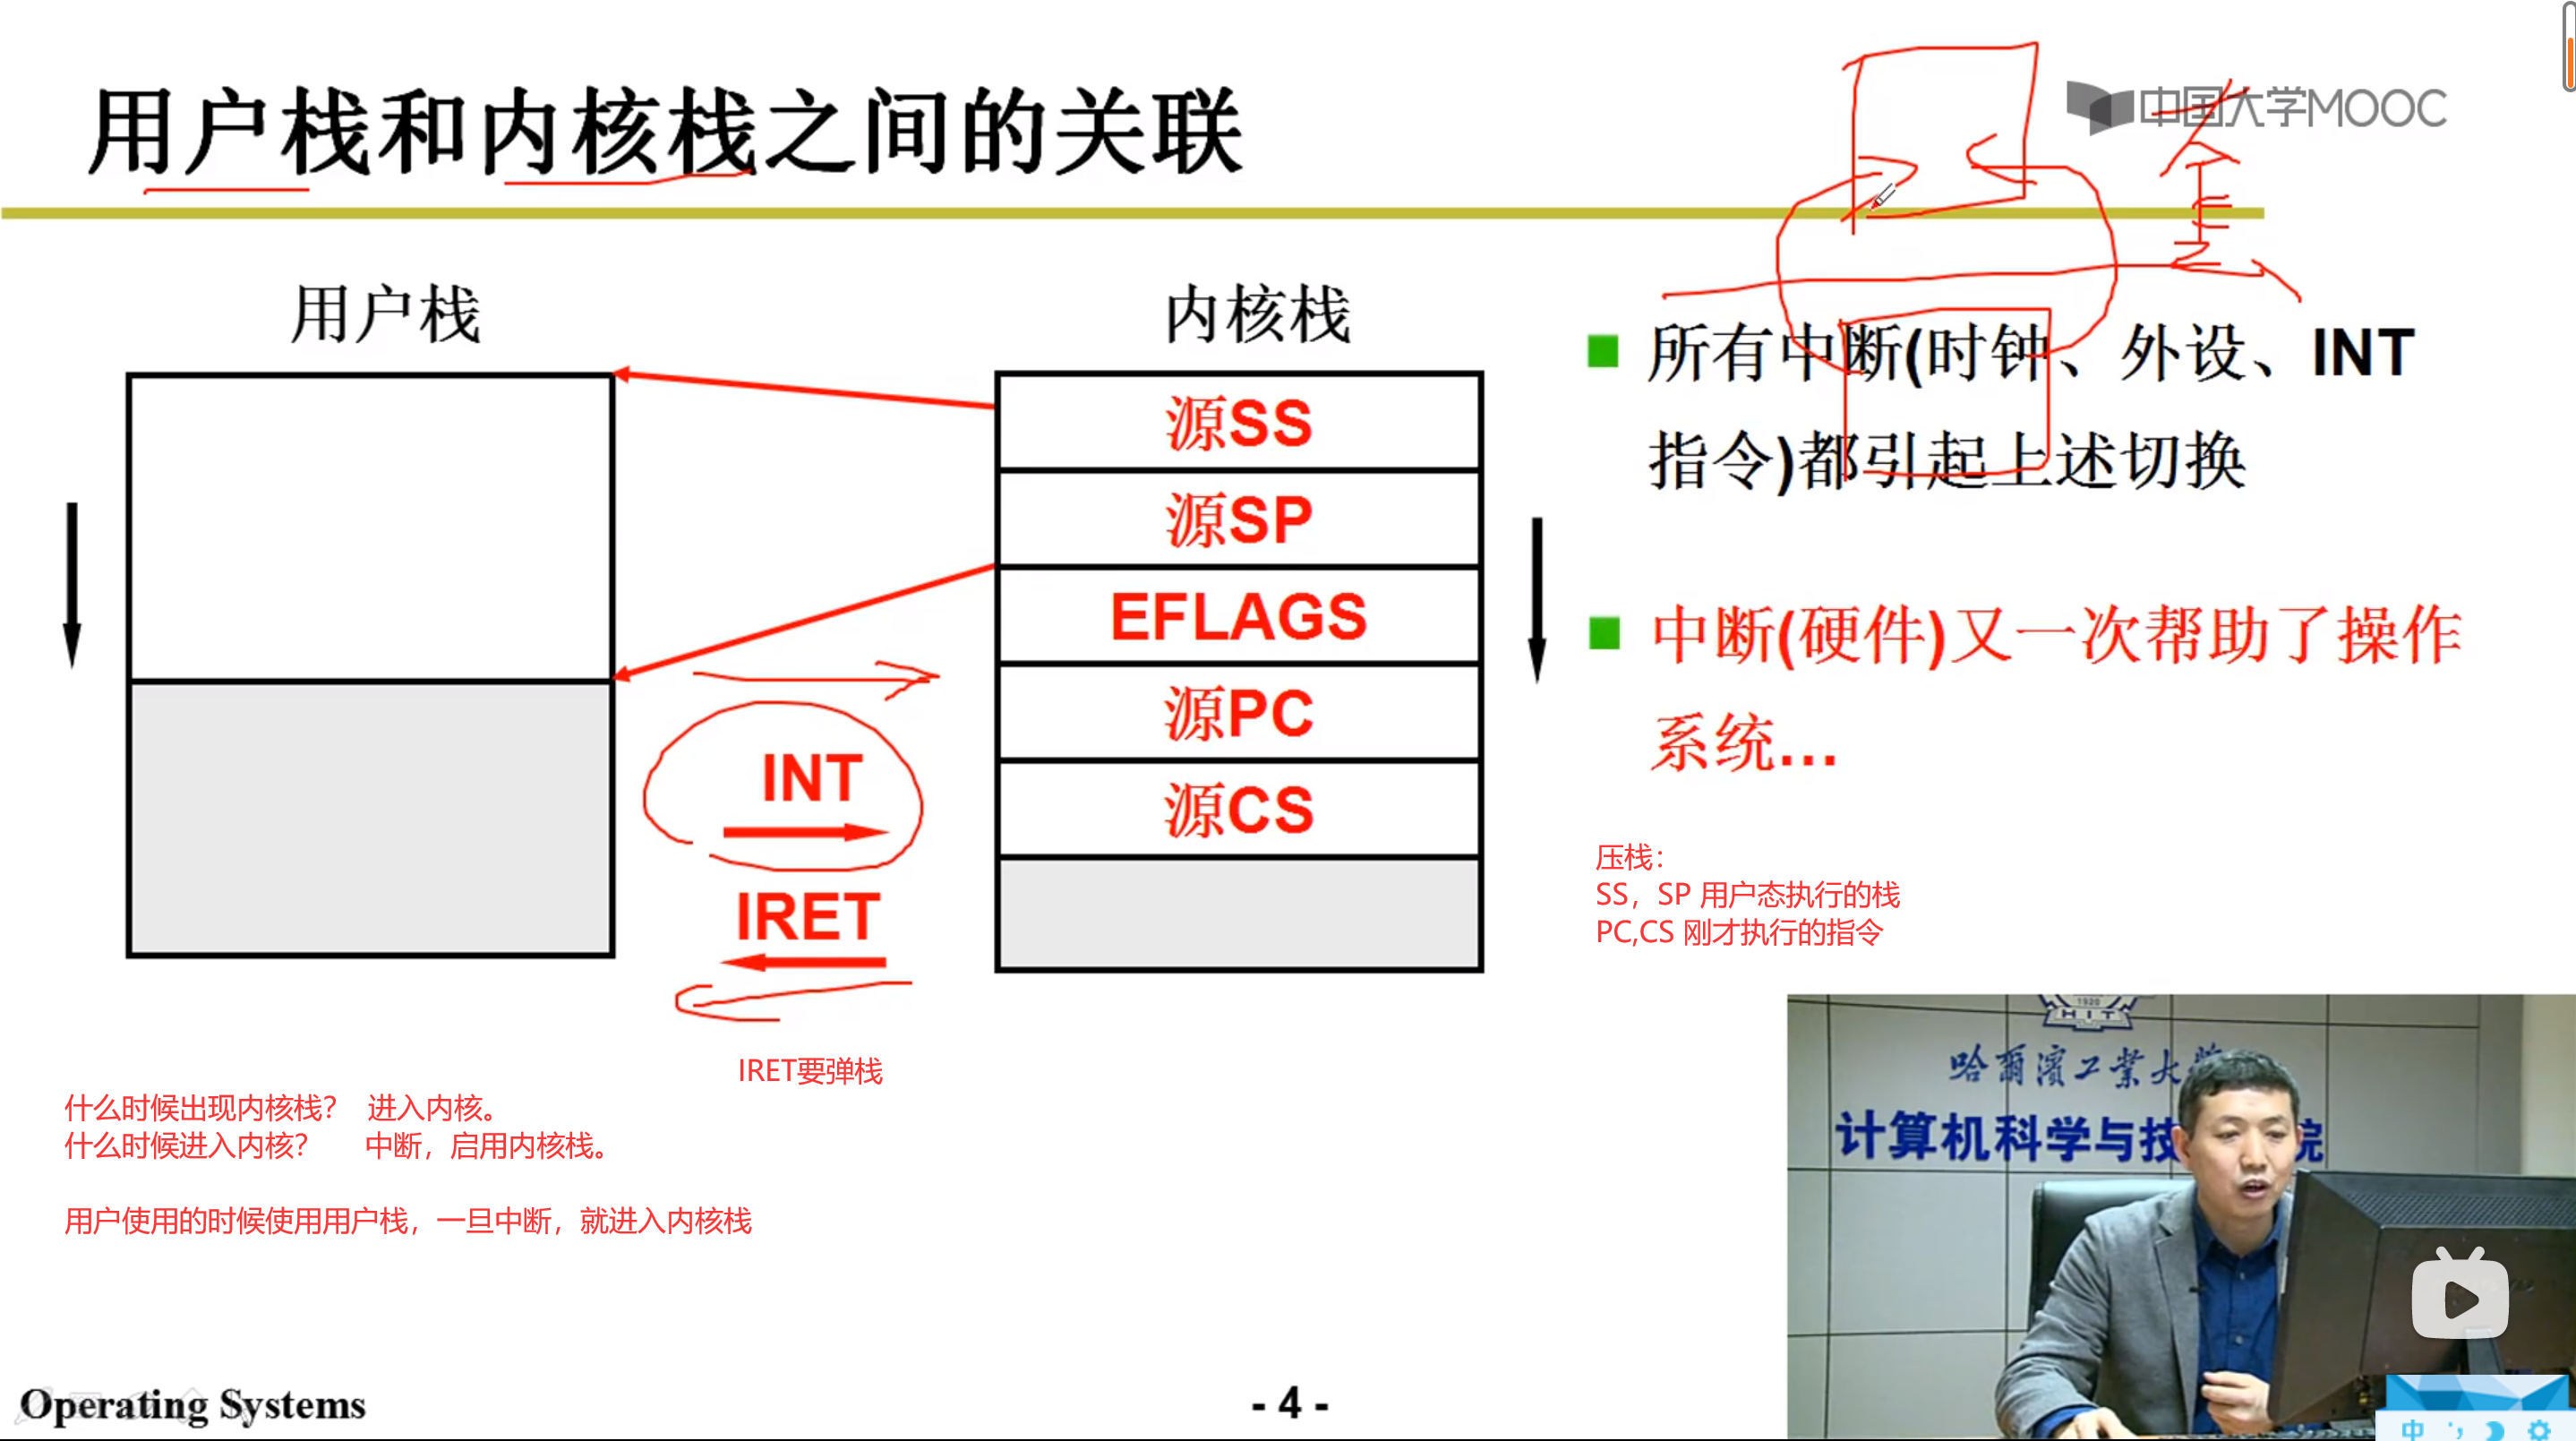 用户栈和内核栈之间的关联
中国大学MOOC
用户栈
内核栈
源SS
源SP
EFLAGS
源PC
源CS
INT
IRET
所有中断(时钟、外设、INT
指令)都引起上述切换
中断(硬件)又一次帮助了操作
系统...
压栈：
SS，SP 用户态执行的栈
PC,CS 刚才执行的指令
IRET要弹栈
什么时候出现内核栈？ 进入内核。
什么时候进入内核？ 中断，启用内核栈。
用户使用的时候使用用户栈，一旦中断，就进入内核栈
1920
HIT
哈爾濱工業大
计算机科学与技 院
Operating Systems
- 4 -
中